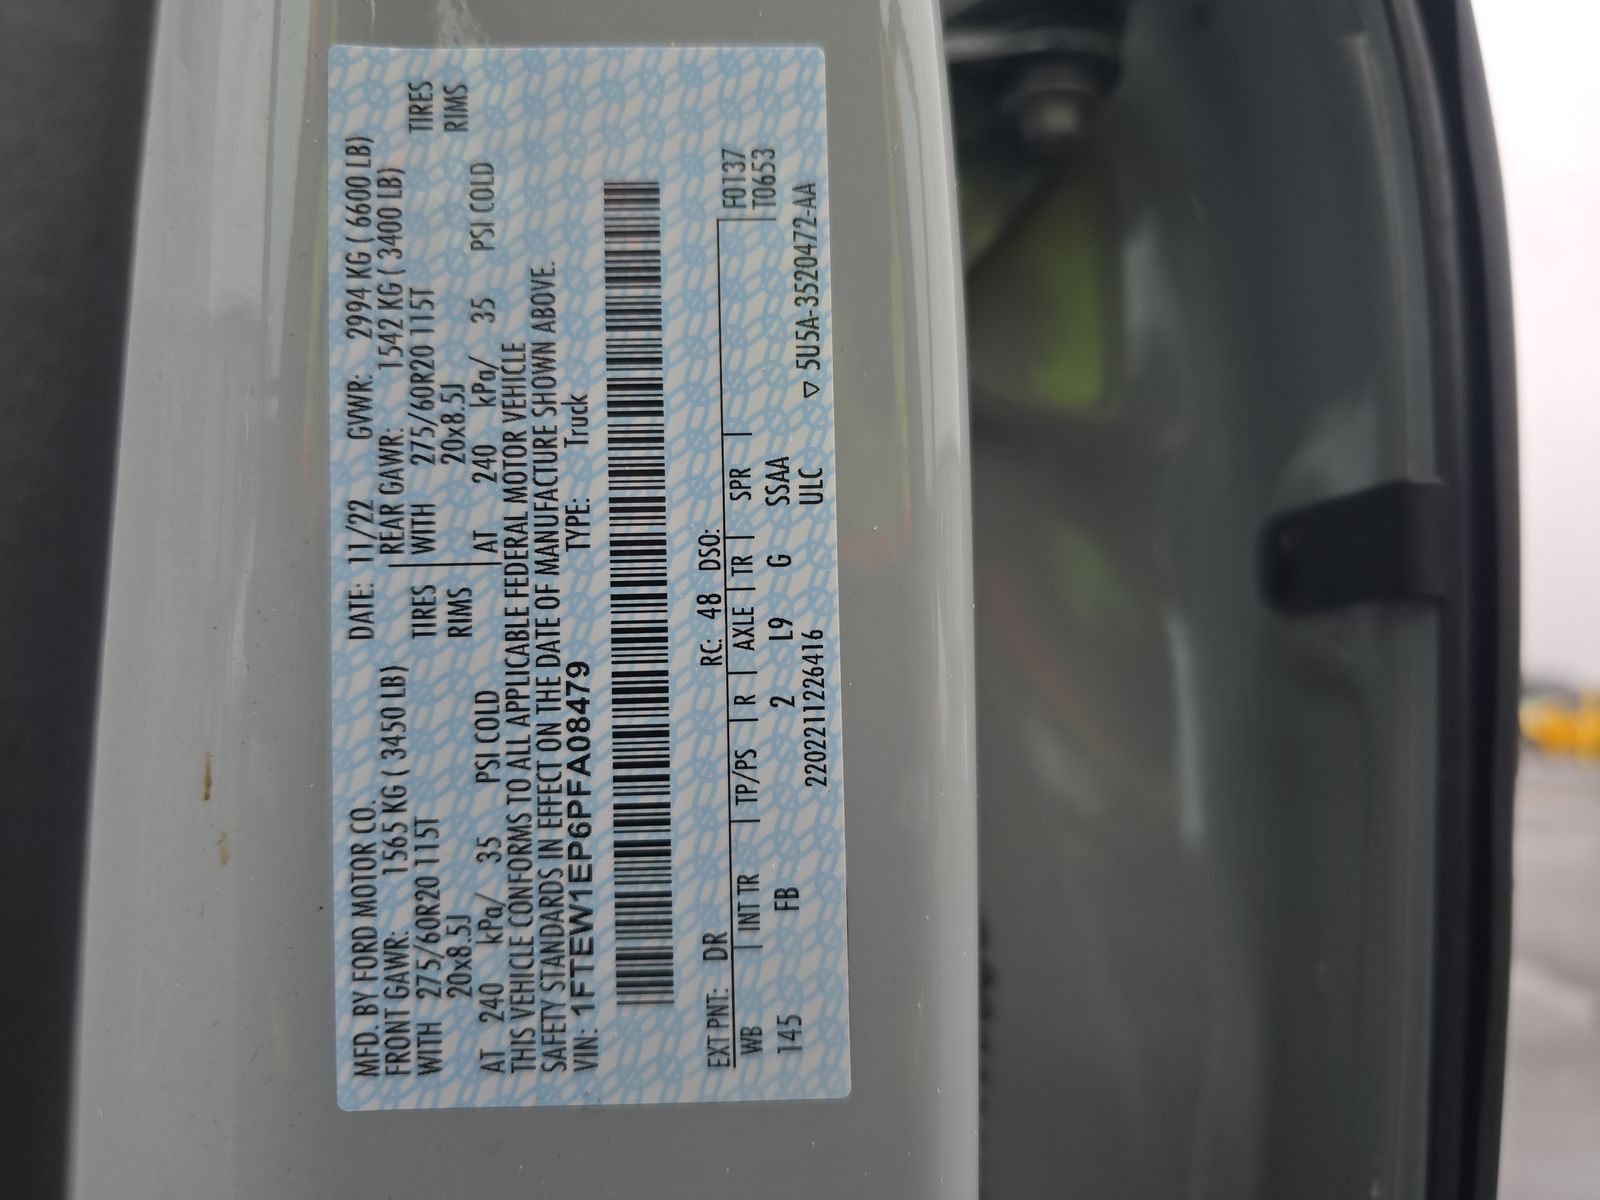 MFD. BY FORD MOTOR CO. DATE: 11/22 GVWR: 2994 KG ( 6600 LB)
FRONT GAWR: 1565 KG ( 3450 LB) REAR GAWR: 1542 KG ( 3400 LB)
WITH 275/60R20 115T TIRES WITH 275/60R20 115T TIRES
20x8.5J RIMS 20x8.5J RIMS
AT 240 kPa/ 35 PSI COLD AT 240 kPa/ 35 PSI COLD
THIS VEHICLE CONFORMS TO ALL APPLICABLE FEDERAL MOTOR VEHICLE
SAFETY STANDARDS IN EFFECT ON THE DATE OF MANUFACTURE SHOWN ABOVE.
VIN: 1FTEW1EP6PFA08479 TYPE: Truck
EXT PNT: DR RC: 48 DSO: F0137
WB | INT TR | TP/PS | R | AXLE | TR | SPR | T0653
145 FB 2 L9 G SSAA
220221126416 ULC ▽ 5U5A-3520472-AA